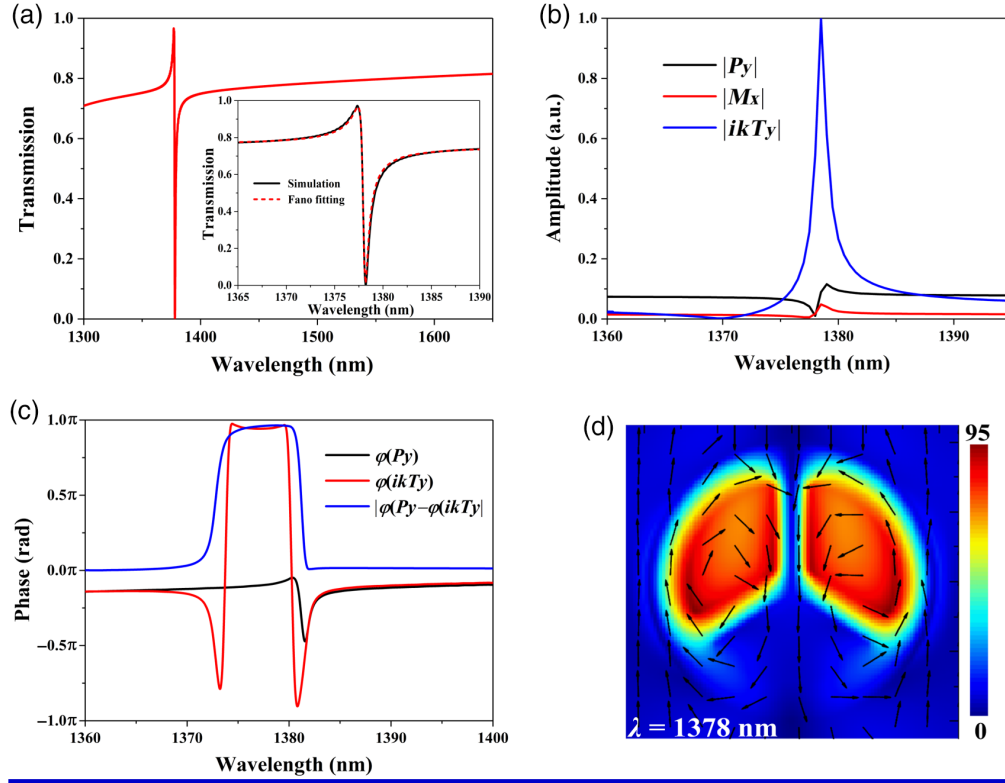 (a)
1.0
0.8
0.6
0.4
0.2
0.0
Transmission
1300
1400
1500
1600
Wavelength (nm)
1.0
0.8
0.6
0.4
0.2
0.0
Transmission
Simulation
Fano fitting
1365
1370
1375
1380
1385
1390
Wavelength (nm)
(b)
1.0
0.8
0.6
0.4
0.2
0.0
Amplitude (a.u.)
|Py|
|Mx|
|ikTy|
1360
1370
1380
1390
Wavelength (nm)
(c)
1.0π
0.5π
0.0π
−0.5π
−1.0π
Phase (rad)
φ(Py)
φ(ikTy)
|φ(Py−φ(ikTy|
1360
1370
1380
1390
1400
Wavelength (nm)
(d)
95
0
λ = 1378 nm